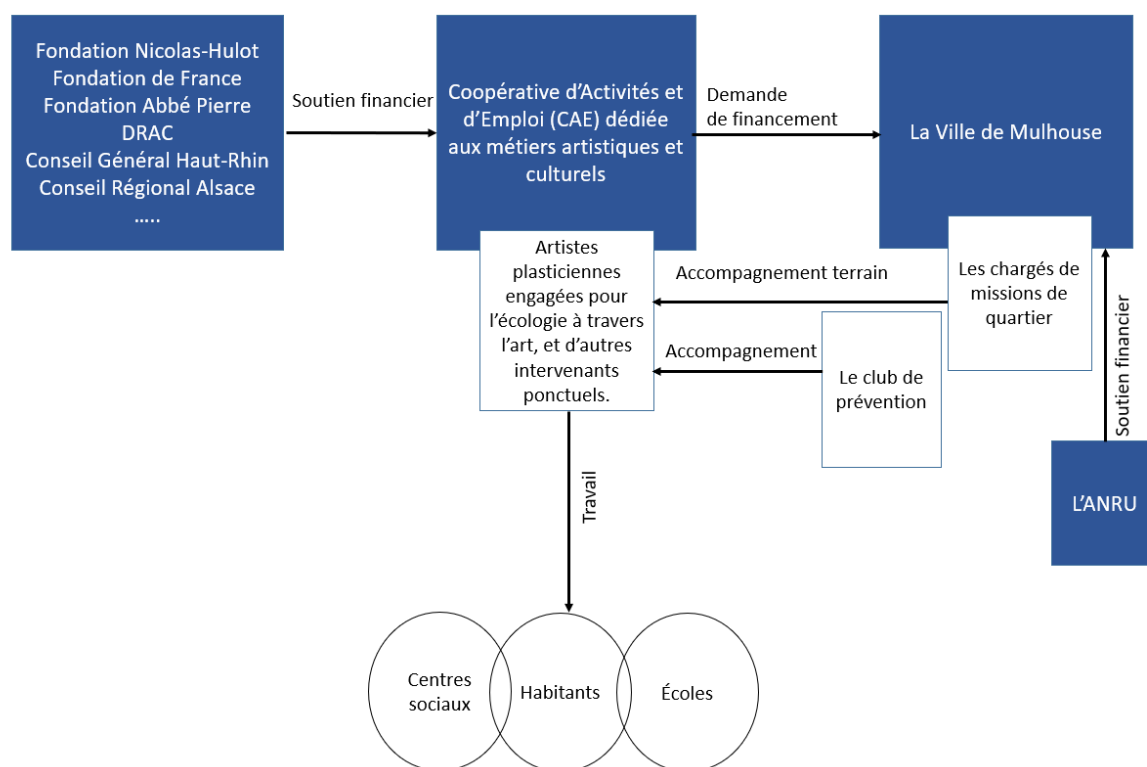 Fondation Nicolas-Hulot
Fondation de France
Fondation Abbé Pierre
DRAC
Conseil Général Haut-Rhin
Conseil Régional Alsace
.....
Soutien financier
Coopérative d’Activités et
d’Emploi (CAE) dédiée
aux métiers artistiques et
culturels
Demande
de financement
La Ville de Mulhouse
Artistes
plasticiennes
engagées pour
l’écologie à travers
l’art, et d’autres
intervenants
ponctuels.
Accompagnement terrain
Les chargés de
missions de
quartier
Accompagnement
Le club de
prévention
Soutien financier
L’ANRU
Travail
Centres
sociaux
Habitants
Écoles